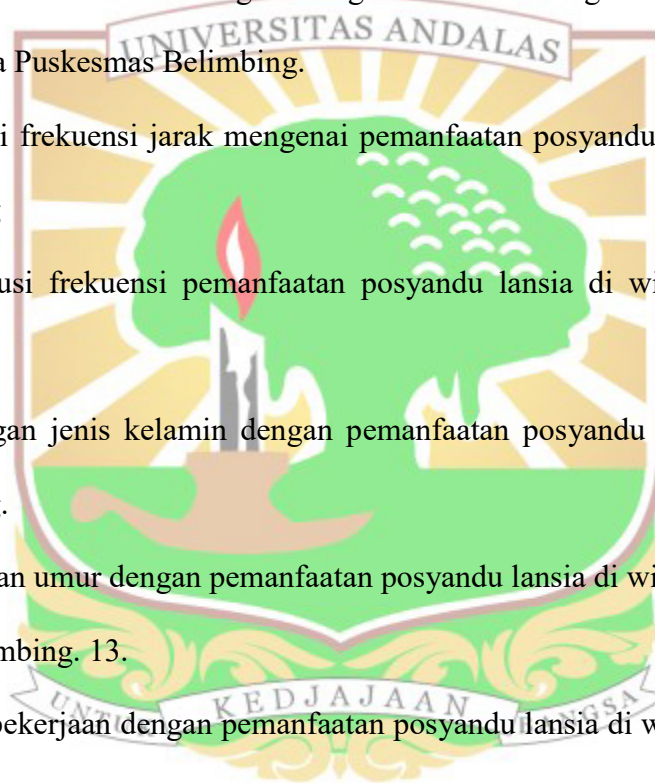 UNIVERSITAS ANDALAS
a Puskesmas Belimbing.
i frekuensi jarak mengenai pemanfaatan posyandu
usi frekuensi pemanfaatan posyandu lansia di wi
gan jenis kelamin dengan pemanfaatan posyandu
g.
an umur dengan pemanfaatan posyandu lansia di wi
mbing. 13.
KEDJAJAAN
pekerjaan dengan pemanfaatan posyandu lansia di w